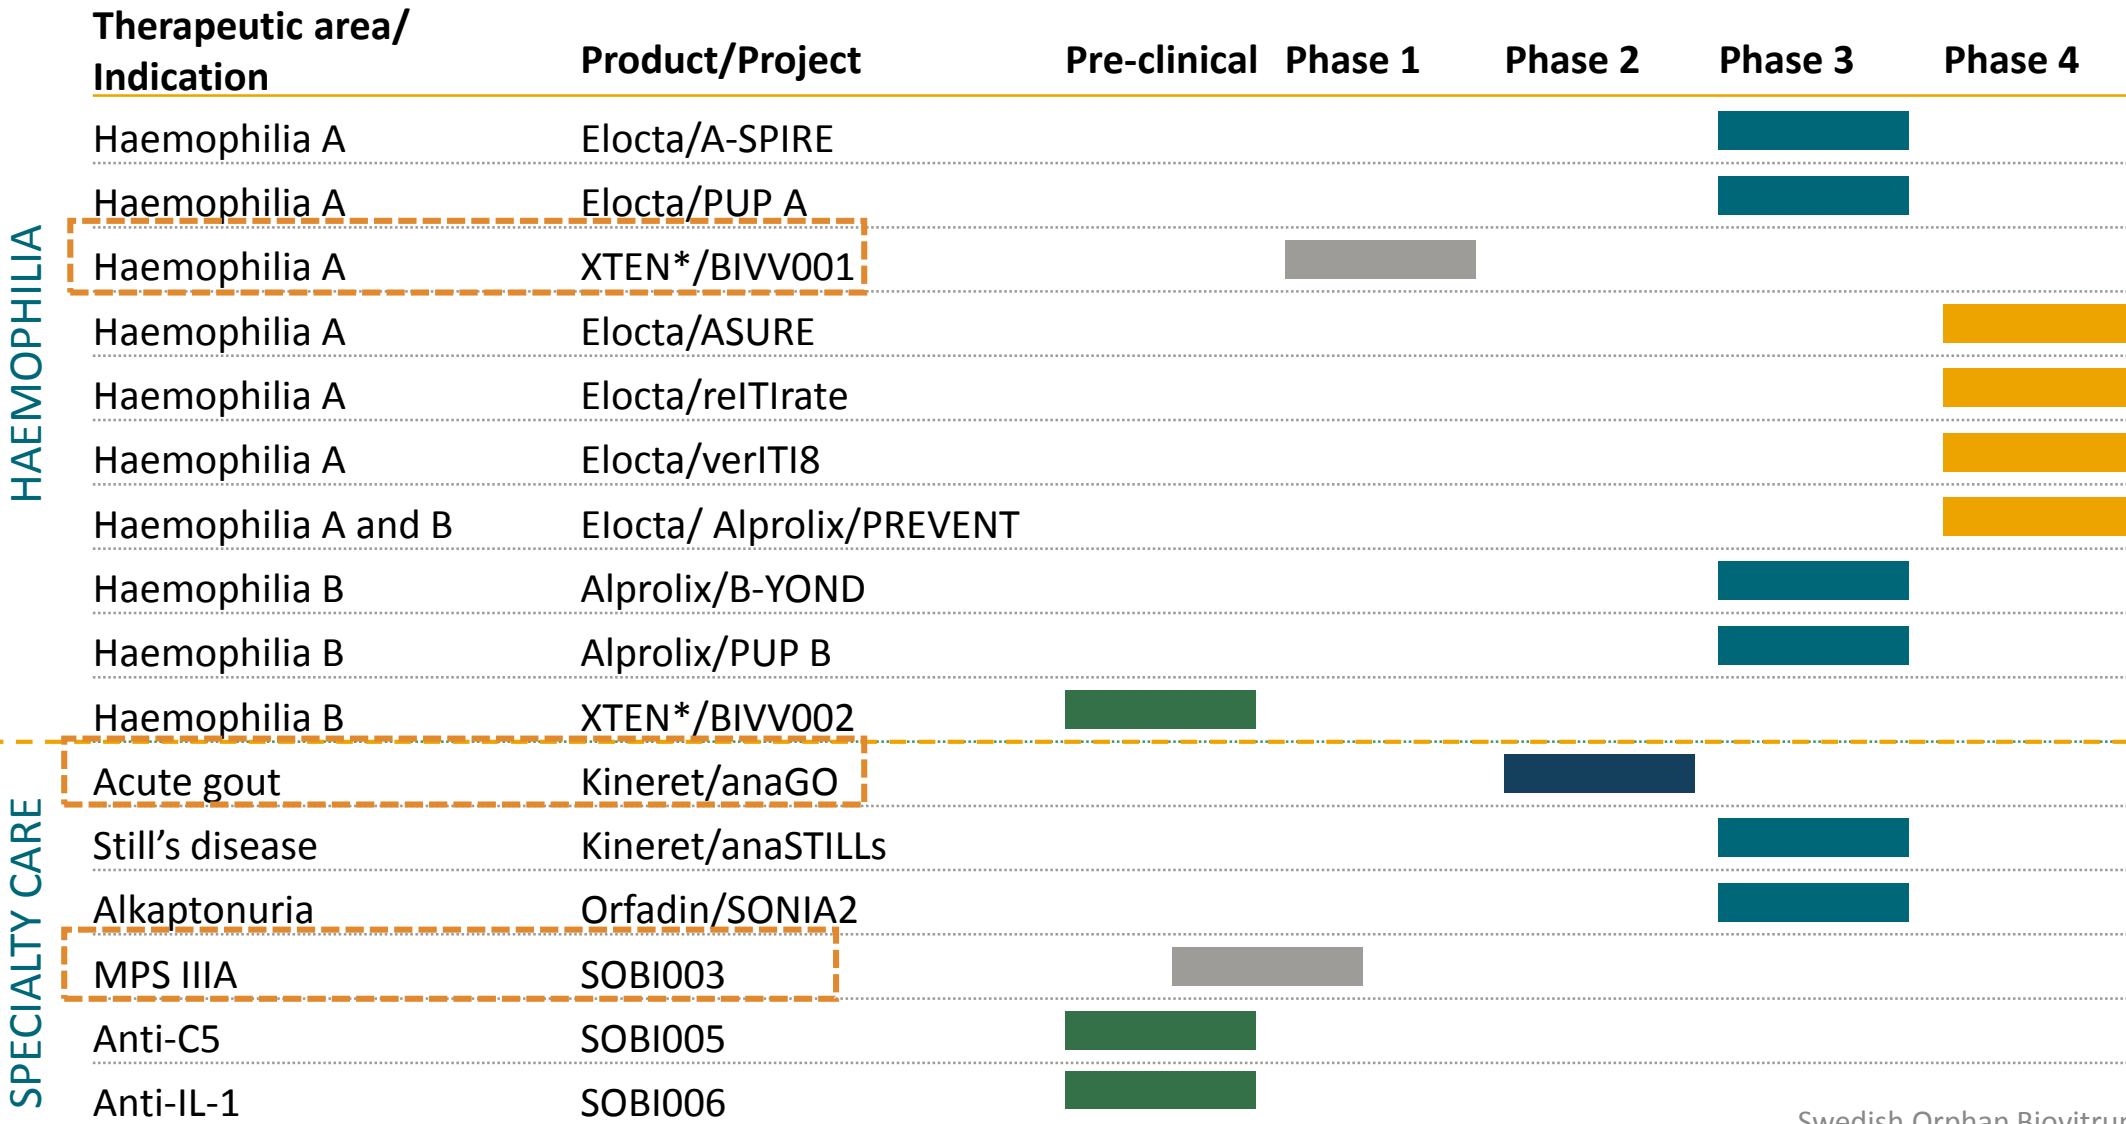 Therapeutic area/
Indication
Product/Project
Pre-clinical
Phase 1
Phase 2
Phase 3
Phase 4
HAEMOPHILIA
Haemophilia A
Elocta/A-SPIRE
Haemophilia A
Elocta/PUP A
Haemophilia A
XTEN*/BIVV001
Haemophilia A
Elocta/ASURE
Haemophilia A
Elocta/reITIrate
Haemophilia A
Elocta/verITI8
Haemophilia A and B
Elocta/ Alprolix/PREVENT
Haemophilia B
Alprolix/B-YOND
Haemophilia B
Alprolix/PUP B
Haemophilia B
XTEN*/BIVV002
SPECIALTY CARE
Acute gout
Kineret/anaGO
Still’s disease
Kineret/anaSTILLs
Alkaptonuria
Orfadin/SONIA2
MPS IIIA
SOBI003
Anti-C5
SOBI005
Anti-IL-1
SOBI006
Swedish Orphan